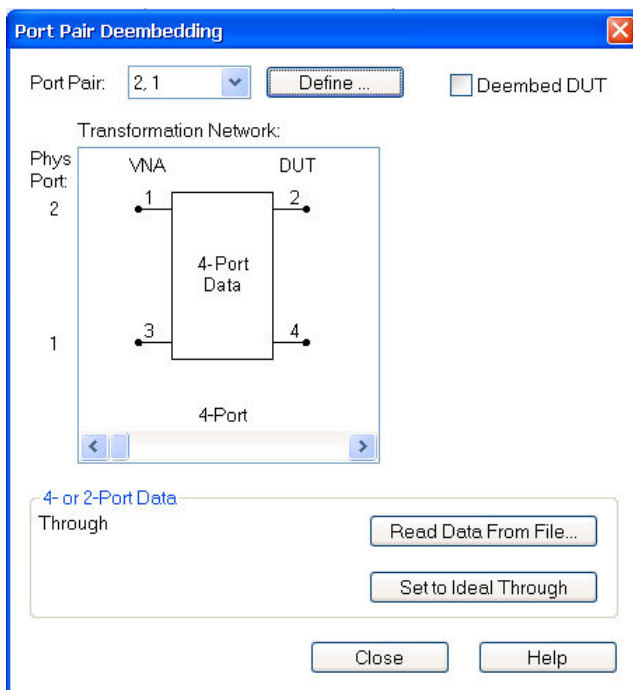 Port Pair Deembedding
Port Pair: 2, 1 Define ... Deembed DUT
Transformation Network:
Phys Port:
VNA DUT
2 1 2
4-Port
Data
1 3 4
4-Port
4- or 2-Port Data
Through
Read Data From File...
Set to Ideal Through
Close Help